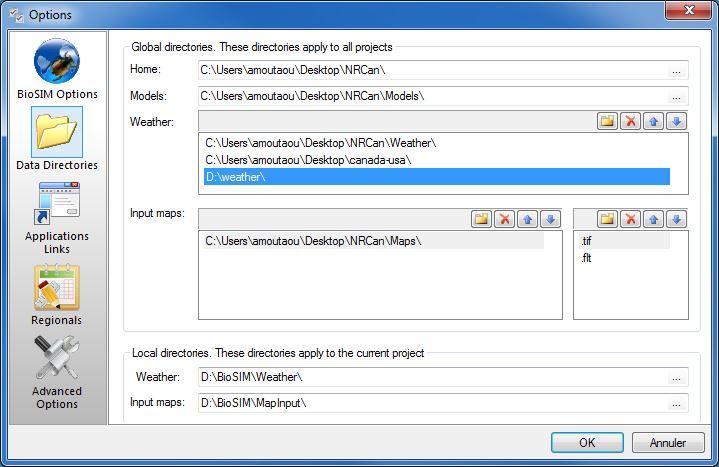 Options
BioSIM Options
Data Directories
Applications
Links
Regionals
Advanced
Options
Global directories. These directories apply to all projects
Home: C:\Users\amoutaou\Desktop\NRCan\ ...
Models: C:\Users\amoutaou\Desktop\NRCan\Models\ ...
Weather:
C:\Users\amoutaou\Desktop\NRCan\Weather\
C:\Users\amoutaou\Desktop\canada-usa\
D:\weather\
Input maps:
C:\Users\amoutaou\Desktop\NRCan\Maps\
.tif
.flt
Local directories. These directories apply to the current project
Weather: D:\BioSIM\Weather\ ...
Input maps: D:\BioSIM\MapInput\ ...
OK Annuler